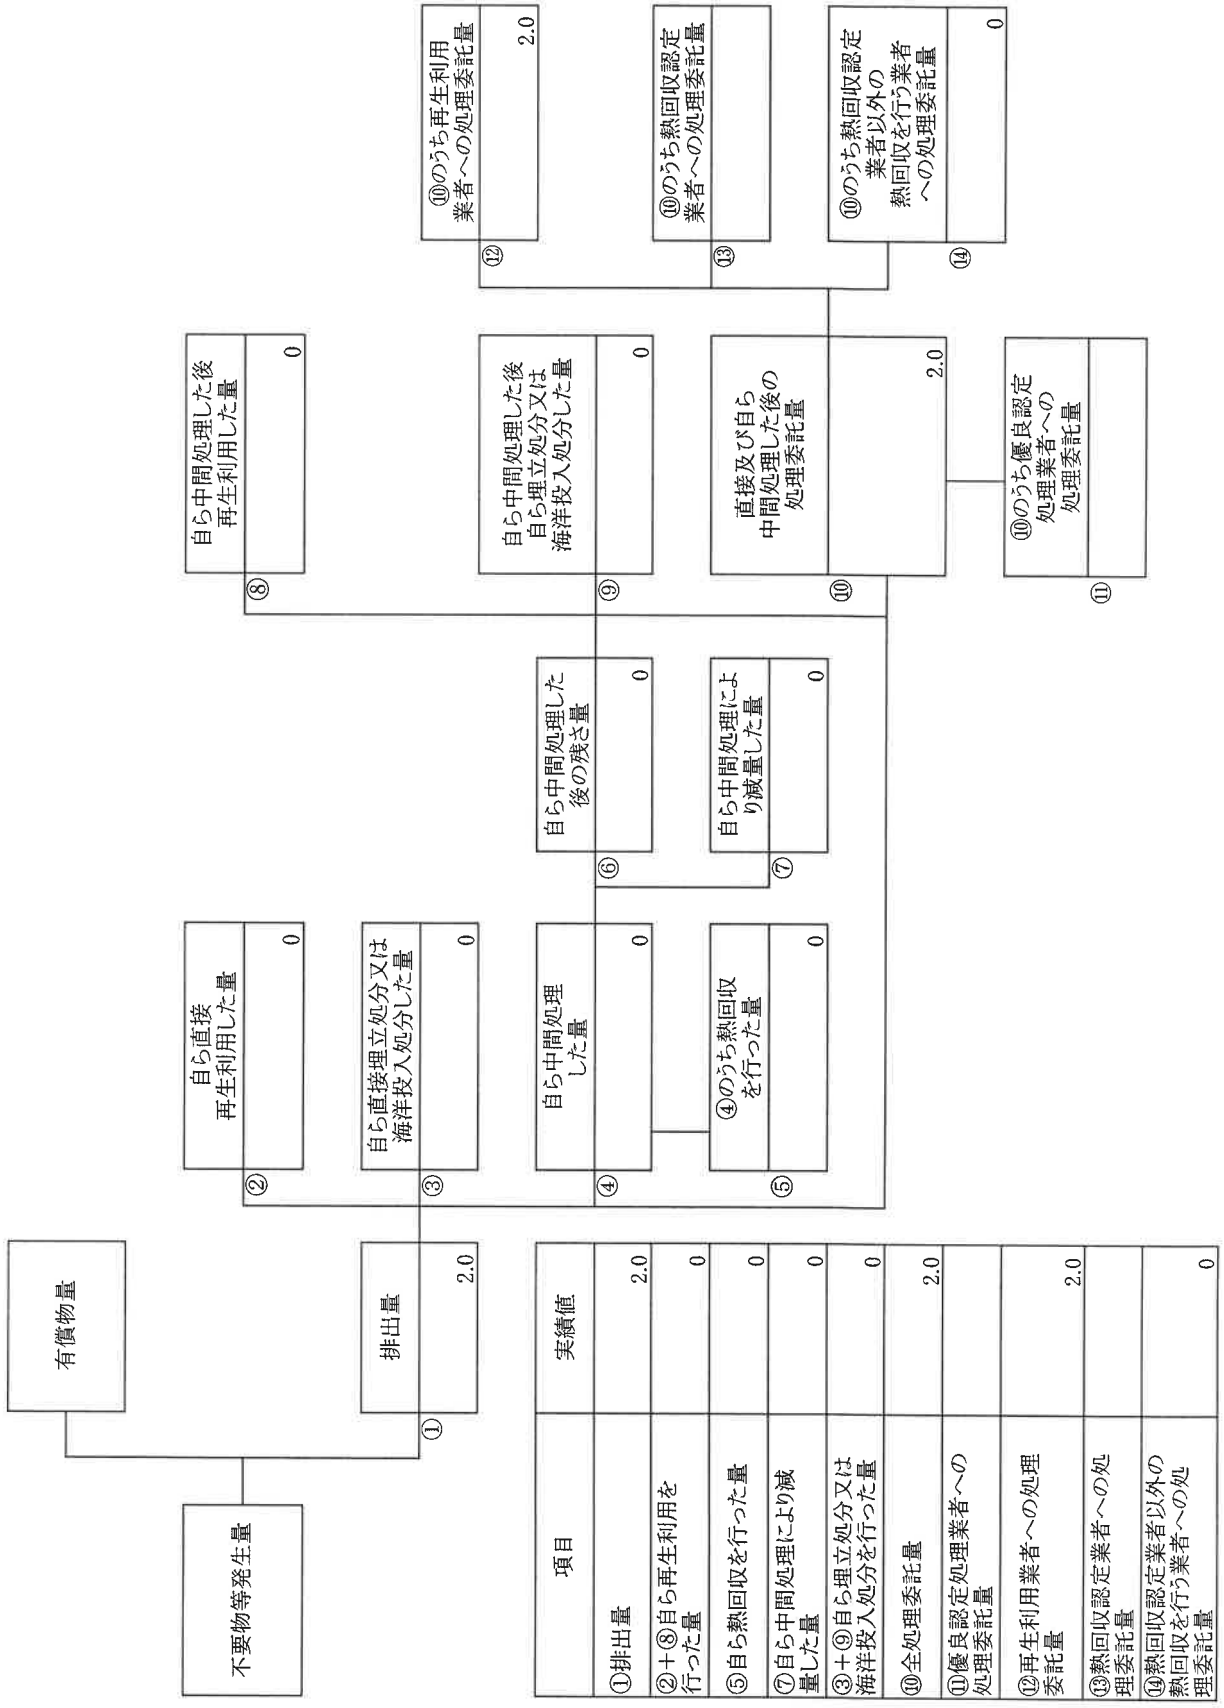 有償物量
不要物等発生量
排出量
①
2.0
自ら直接
再生利用した量
②
0
自ら直接埋立処分又は
海洋投入処分した量
③
0
自ら中間処理
した量
④
0
④のうち熱回収
を行った量
⑤
0
自ら中間処理した
後の残さ量
⑥
0
自ら中間処理によ
り減量した量
⑦
0
自ら中間処理した後
再生利用した量
⑧
0
自ら中間処理した後
自ら埋立処分又は
海洋投入処分した量
⑨
0
直接及び自ら
中間処理した後の
処理委託量
⑩
2.0
⑩のうち優良認定
処理業者への
処理委託量
⑪
⑩のうち再生利用
業者への処理委託量
⑫
2.0
⑩のうち熱回収認定
業者への処理委託量
⑬
⑩のうち熱回収認定
業者以外の
熱回収を行う業者
への処理委託量
⑭
0
項目 実績値
①排出量 2.0
②+⑧自ら再生利用を
行った量 0
⑤自ら熱回収を行った量 0
⑦自ら中間処理により減
量した量 0
③+⑨自ら埋立処分又は
海洋投入処分を行った量 0
⑩全処理委託量 2.0
⑪優良認定処理業者への
処理委託量
⑫再生利用業者への処理
委託量 2.0
⑬熱回収認定業者への処
理委託量
⑭熱回収認定業者以外の
熱回収を行う業者への処
理委託量 0